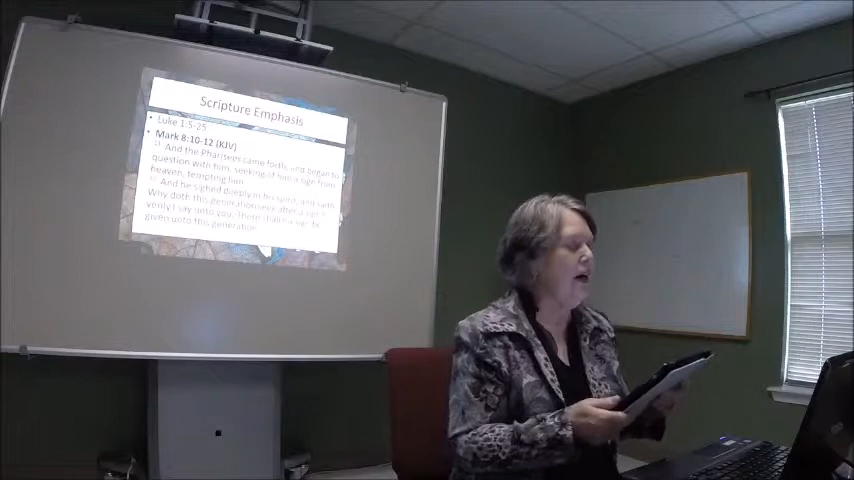 Scripture Emphasis
• Luke 1:5-25
• Mark 8:10-12 (KJV)
11 And the Pharisees came forth, and began to
question with him, seeking of him a sign from
heaven, tempting him.
12 And he sighed deeply in his spirit, and saith,
Why doth this generation seek after a sign?
verily I say unto you, There shall no sign be
given unto this generation.